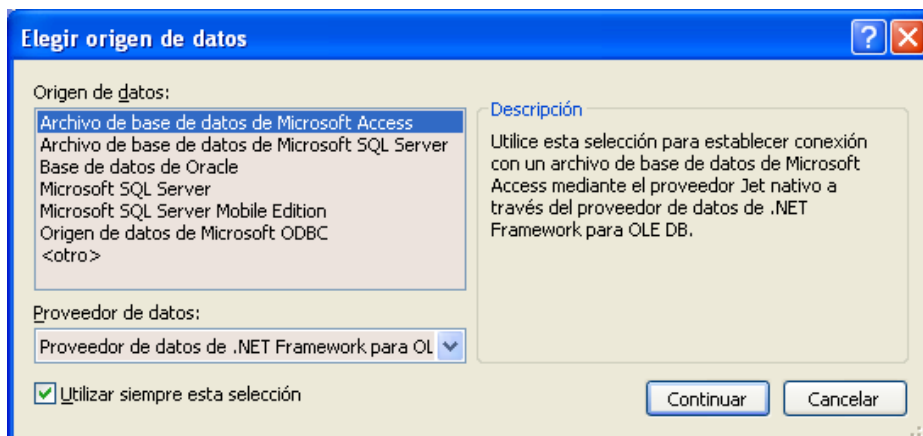 Elegir origen de datos
Origen de datos:
Archivo de base de datos de Microsoft Access
Archivo de base de datos de Microsoft SQL Server
Base de datos de Oracle
Microsoft SQL Server
Microsoft SQL Server Mobile Edition
Origen de datos de Microsoft ODBC
<otro>
Proveedor de datos:
Proveedor de datos de .NET Framework para OL
Utilizar siempre esta selección
Descripción
Utilice esta selección para establecer conexión
con un archivo de base de datos de Microsoft
Access mediante el proveedor Jet nativo a
través del proveedor de datos de .NET
Framework para OLE DB.
Continuar
Cancelar